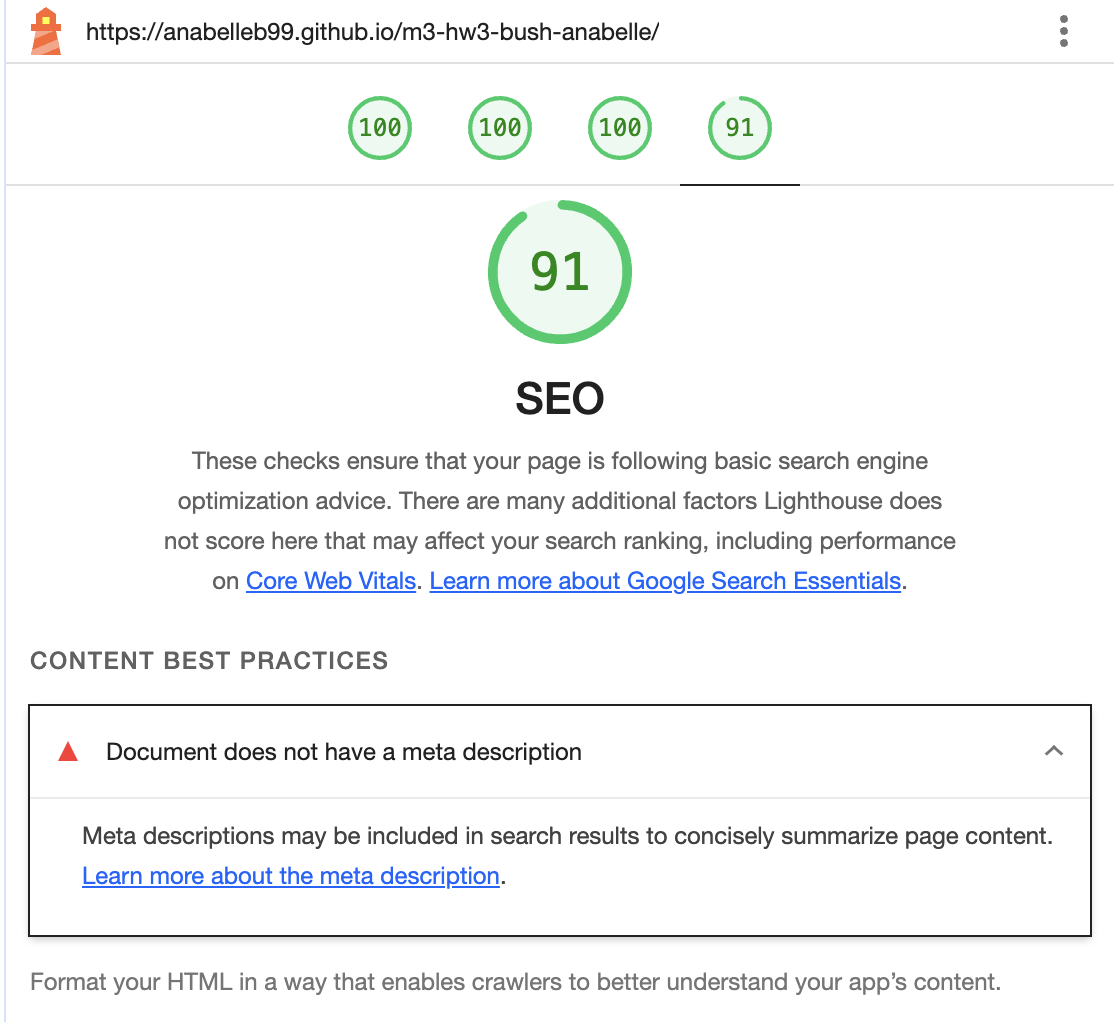 https://anabelleb99.github.io/m3-hw3-bush-anabelle/
100 100 100 91
91
SEO
These checks ensure that your page is following basic search engine
optimization advice. There are many additional factors Lighthouse does
not score here that may affect your search ranking, including performance
on Core Web Vitals. Learn more about Google Search Essentials.
CONTENT BEST PRACTICES
Document does not have a meta description
Meta descriptions may be included in search results to concisely summarize page content.
Learn more about the meta description.
Format your HTML in a way that enables crawlers to better understand your app’s content.